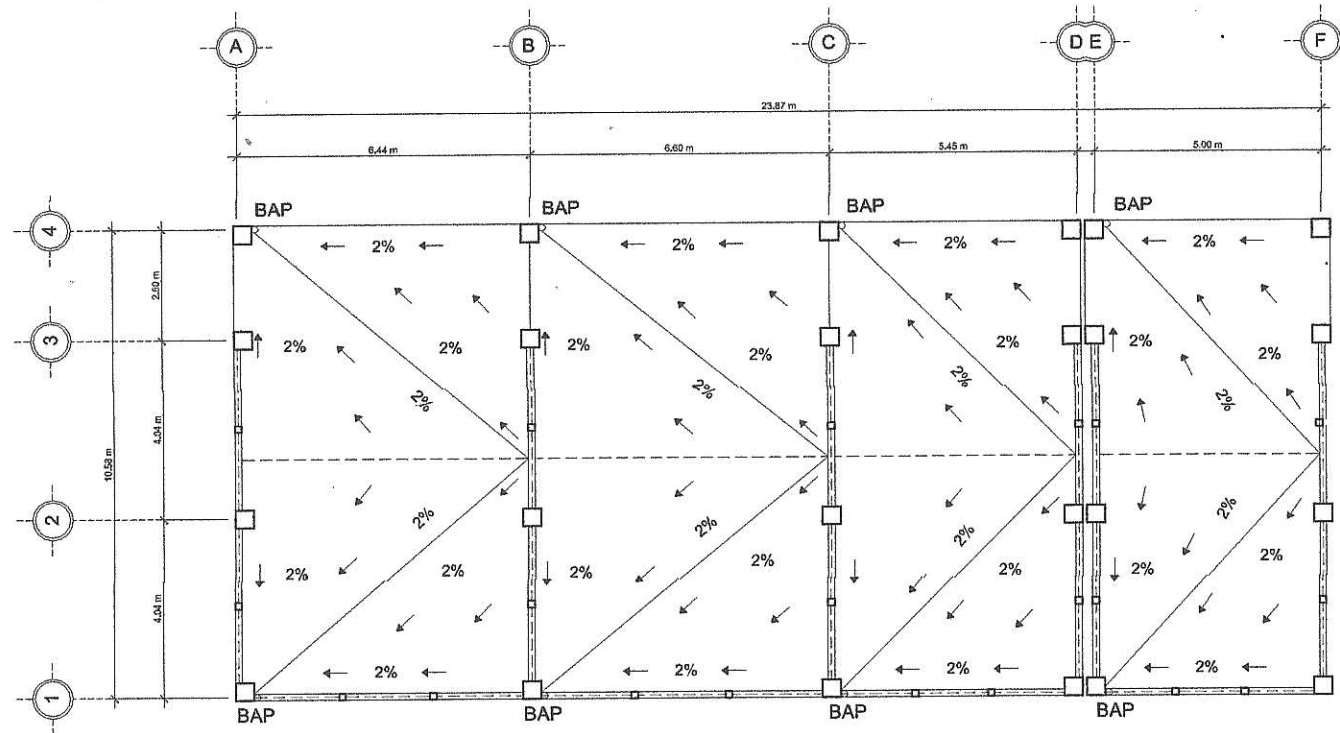 A B C D E F
23.87 m
6.44 m 6.60 m 5.45 m 5.00 m
BAP BAP BAP BAP
4
2% 2% 2% 2%
2.50 m
3
2% 2% 2% 2% 2% 2% 2% 2%
2% 2% 2% 2%
4.04 m
10.58 m
2
2% 2% 2% 2%
2% 2% 2% 2% 2% 2% 2% 2%
4.04 m
2% 2% 2% 2%
1
BAP BAP BAP BAP